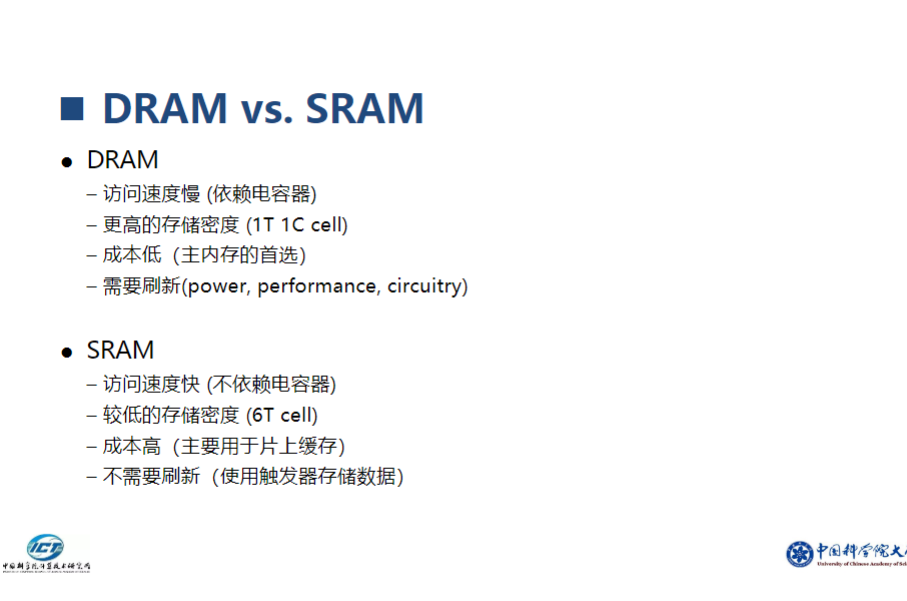 DRAM vs. SRAM
● DRAM
– 访问速度慢 (依赖电容器)
– 更高的存储密度 (1T 1C cell)
– 成本低（主内存的首选）
– 需要刷新(power, performance, circuitry)
● SRAM
– 访问速度快 (不依赖电容器)
– 较低的存储密度 (6T cell)
– 成本高（主要用于片上缓存）
– 不需要刷新（使用触发器存储数据）
ICT
中国科学院计算技术研究所
中国科学院大
University of Chinese Academy of Sci